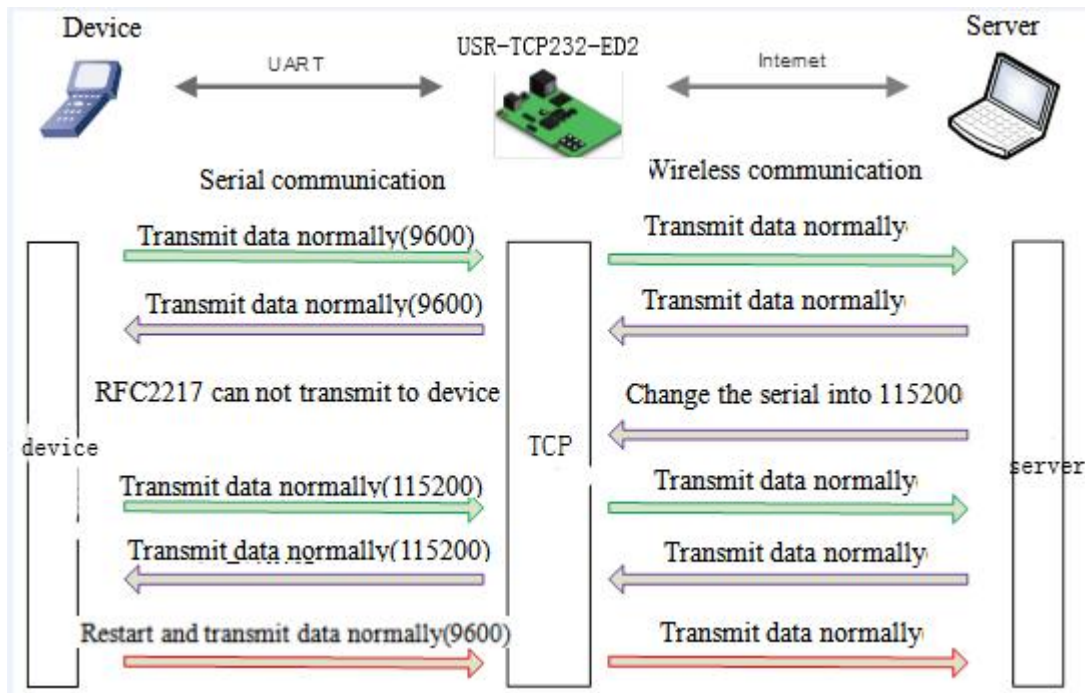 Device
USR-TCP232-ED2
Server
UART
Internet
Serial communication
Wireless communication
Transmit data normally(9600)
Transmit data normally
Transmit data normally(9600)
Transmit data normally
RFC2217 can not transmit to device
Change the serial into 115200
device
TCP
server
Transmit data normally(115200)
Transmit data normally
Transmit data normally(115200)
Transmit data normally
Restart and transmit data normally(9600)
Transmit data normally